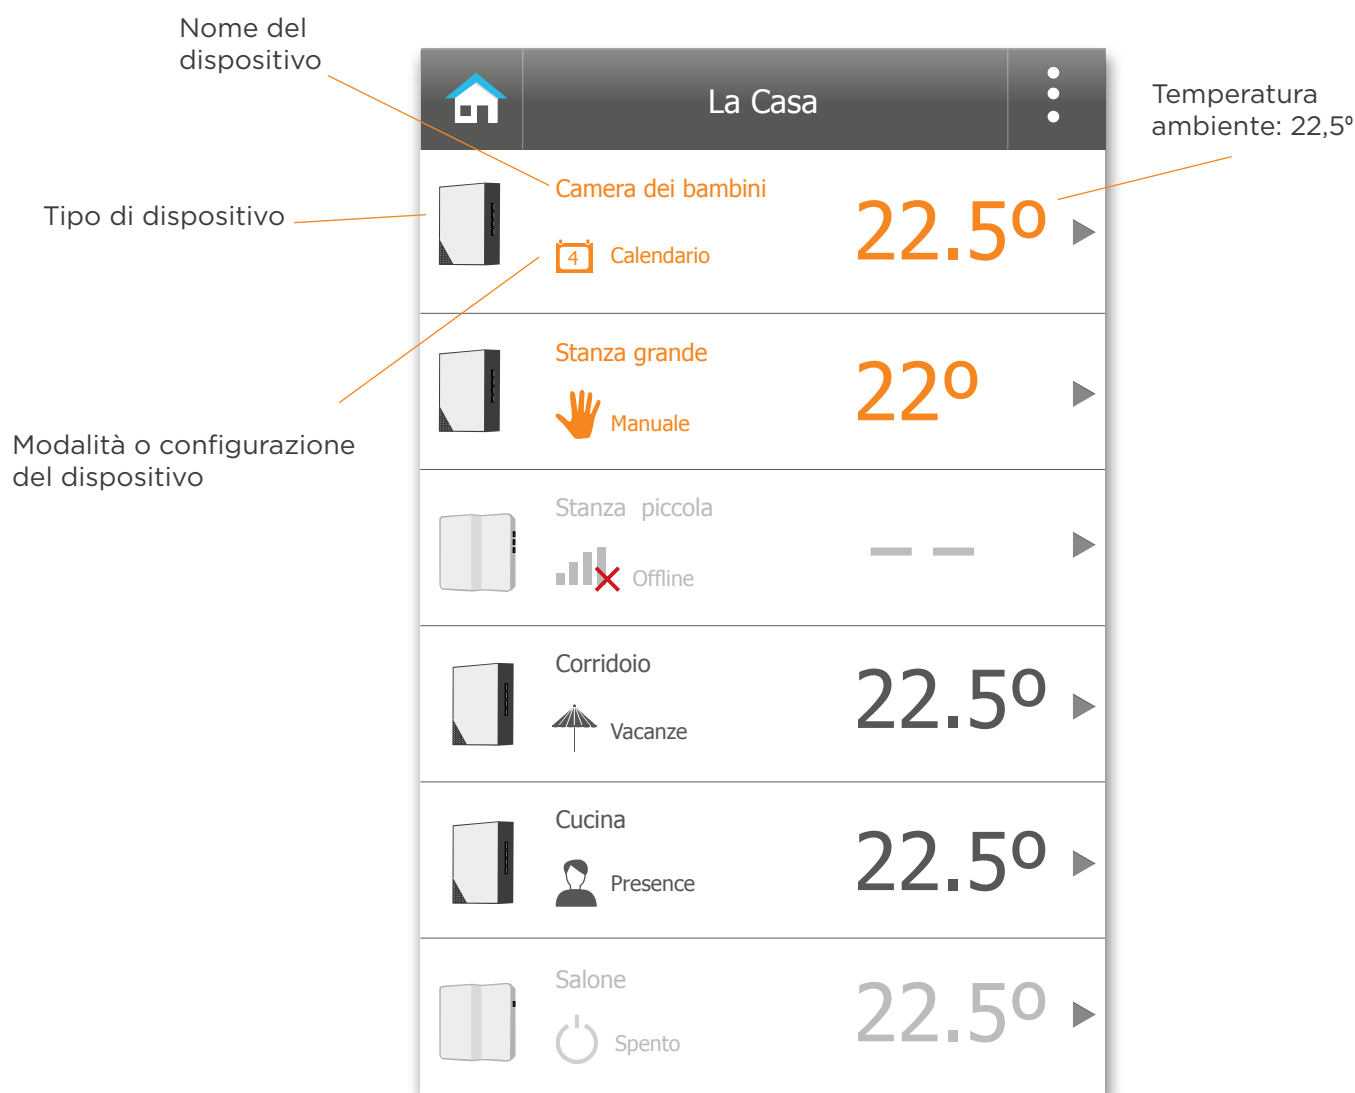 Nome del
dispositivo
La Casa
Temperatura
ambiente: 22,5º
Tipo di dispositivo
Camera dei bambini
22.5º
4 Calendario
Modalità o configurazione
del dispositivo
Stanza grande
22º
Manuale
Stanza piccola
— —
Offline
Corridoio
22.5º
Vacanze
Cucina
22.5º
Presence
Salone
22.5º
Spento